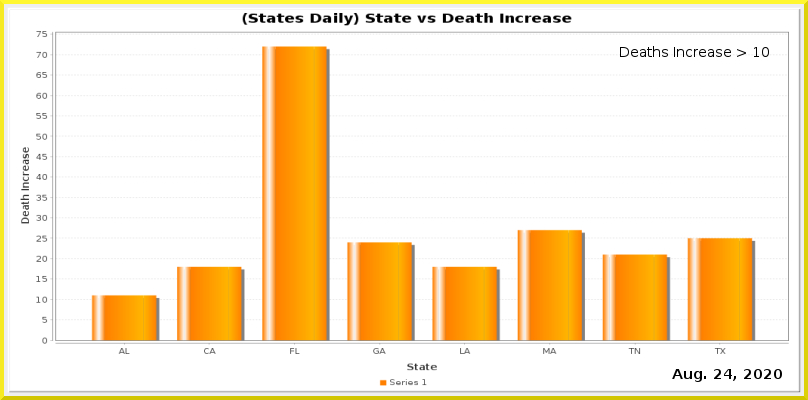 (States Daily) State vs Death Increase
Deaths Increase > 10
Death Increase
75
70
65
60
55
50
45
40
35
30
25
20
15
10
5
0
AL CA FL GA LA MA TN TX
State
Series 1
Aug. 24, 2020